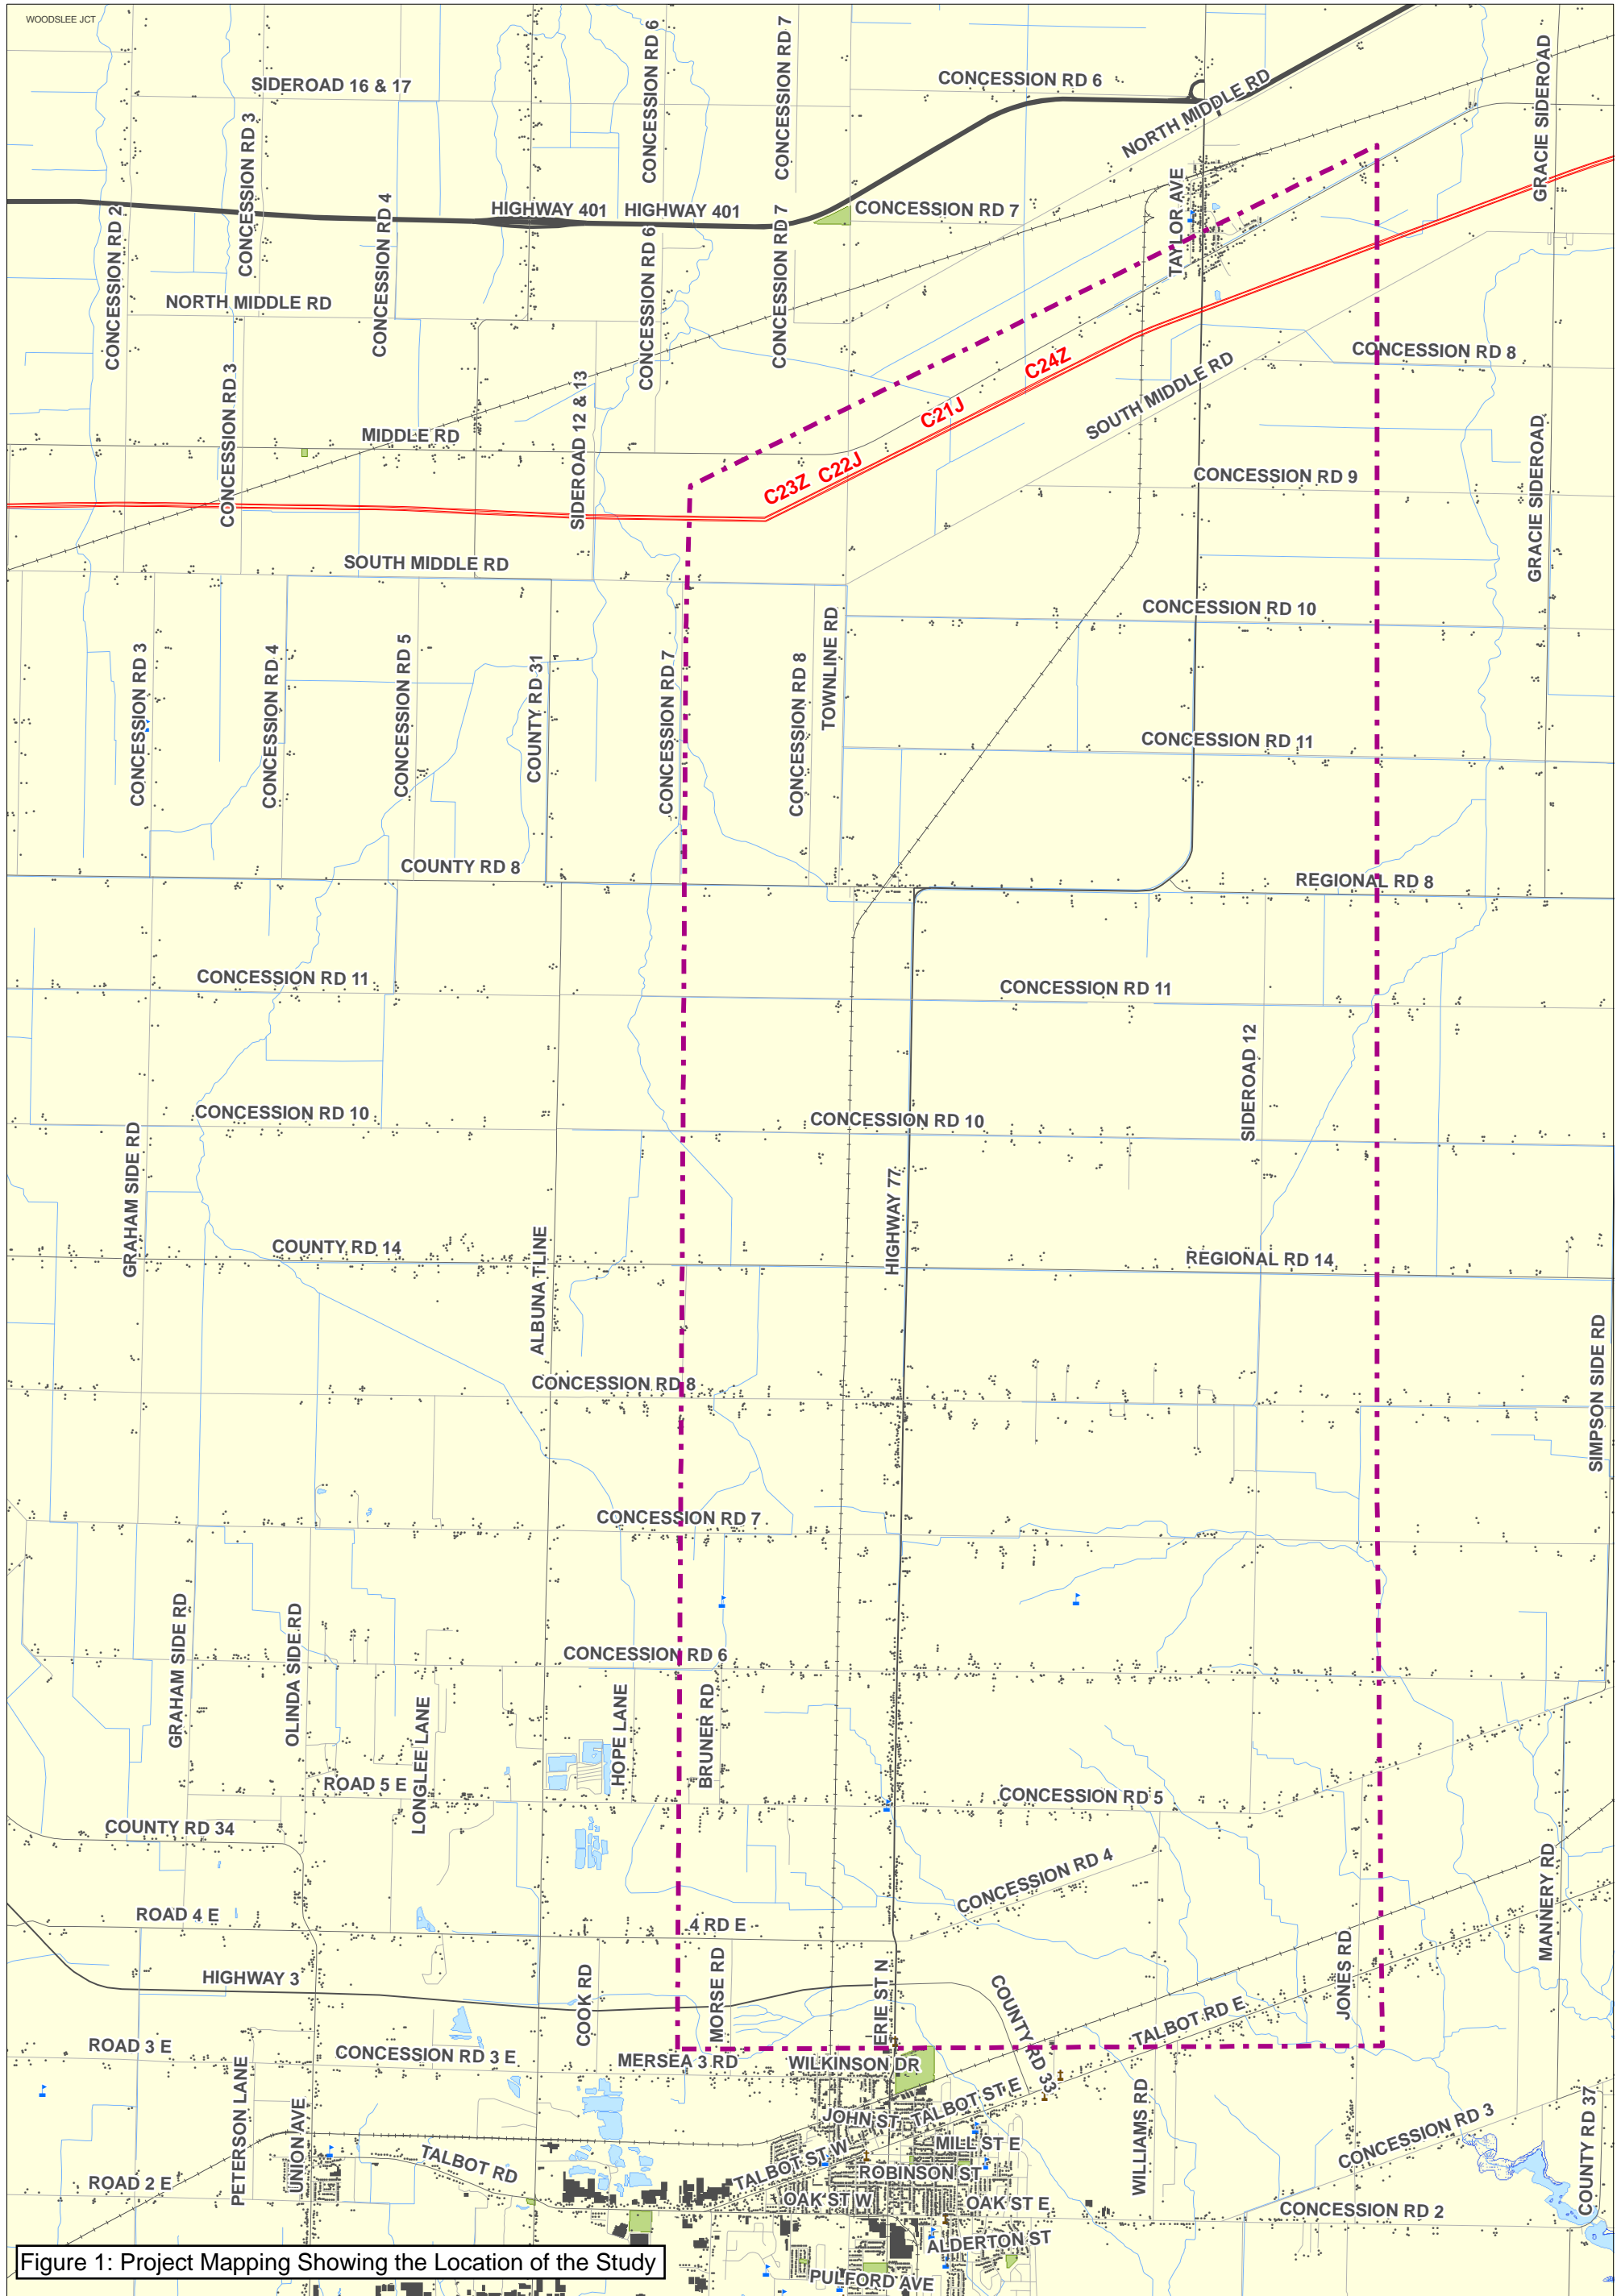 WOODSLEE JCT
SIDEROAD 16 & 17
CONCESSION RD 6
CONCESSION RD 7
CONCESSION RD 6
NORTH MIDDLE RD
GRACIE SIDEROAD
CONCESSION RD 3
CONCESSION RD 2
CONCESSION RD 4
HIGHWAY 401
HIGHWAY 401
CONCESSION RD 7
CONCESSION RD 7
CONCESSION RD 6
TAYLOR AVE
NORTH MIDDLE RD
CONCESSION RD 8
C24Z
SOUTH MIDDLE RD
CONCESSION RD 3
SIDEROAD 12 & 13
C21J
MIDDLE RD
C23Z
C22J
CONCESSION RD 9
GRACIE SIDEROAD
SOUTH MIDDLE RD
CONCESSION RD 10
CONCESSION RD 3
CONCESSION RD 4
CONCESSION RD 5
COUNTY RD 31
CONCESSION RD 7
CONCESSION RD 8
TOWNLINE RD
CONCESSION RD 11
COUNTY RD 8
REGIONAL RD 8
CONCESSION RD 11
CONCESSION RD 11
SIDEROAD 12
CONCESSION RD 10
CONCESSION RD 10
GRAHAM SIDE RD
HIGHWAY 77
COUNTY RD 14
ALBUNA TLINE
REGIONAL RD 14
SIMPSON SIDE RD
CONCESSION RD 8
CONCESSION RD 7
GRAHAM SIDE RD
OLINDA SIDE RD
CONCESSION RD 6
LONGLEE LANE
HOPE LANE
BRUNER RD
ROAD 5 E
CONCESSION RD 5
COUNTY RD 34
CONCESSION RD 4
MANNERY RD
ROAD 4 E
4 RD E
HIGHWAY 3
COOK RD
MORSE RD
ERIE ST N
COUNTY RD 33
JONES RD
TALBOT RD E
ROAD 3 E
CONCESSION RD 3 E
MERSEA 3 RD
WILKINSON DR
PETERSON LANE
UNION AVE
JOHN ST
TALBOT ST E
WILLIAMS RD
CONCESSION RD 3
COUNTY RD 37
TALBOT RD
TALBOT ST W
MILL ST E
ROBINSON ST
ROAD 2 E
OAK ST W
OAK ST E
CONCESSION RD 2
ALDERTON ST
PULFORD AVE
Figure 1: Project Mapping Showing the Location of the Study